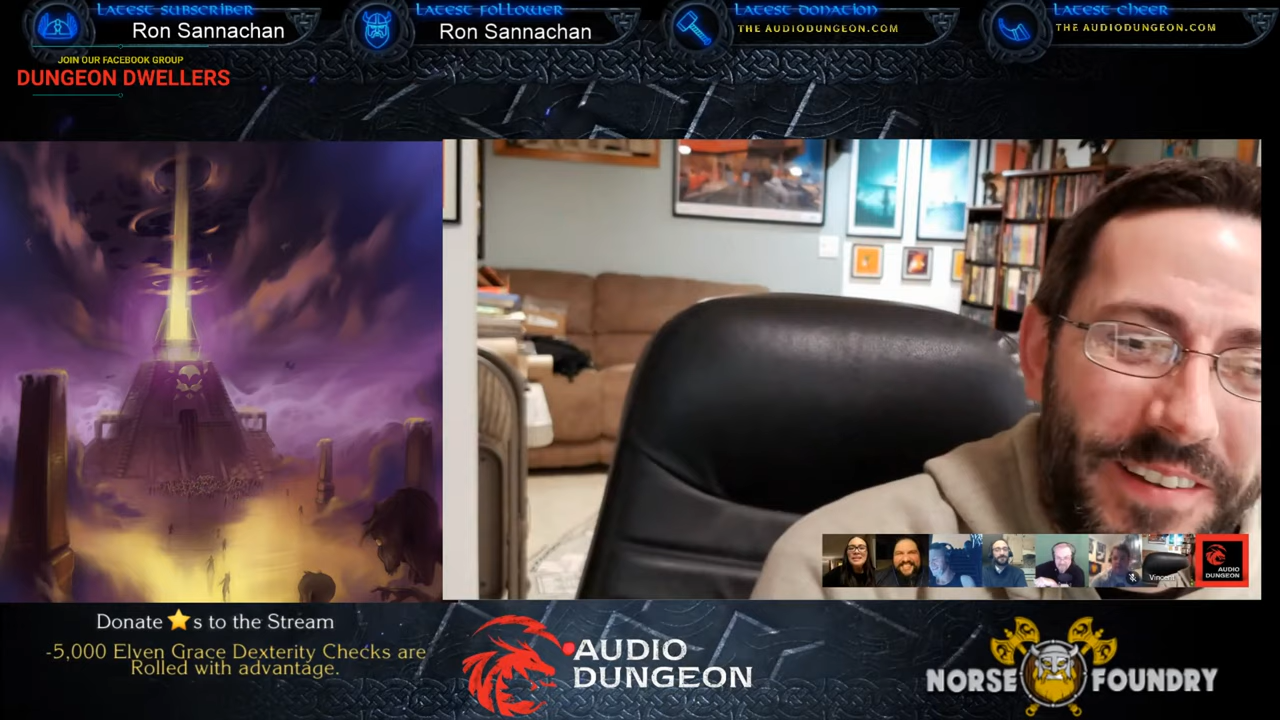 Latest Subscriber
Ron Sannachan
Latest Follower
Ron Sannachan
Latest Donation
THE AUDIODUNGEON.COM
Latest Cheer
THE AUDIODUNGEON.COM
JOIN OUR FACEBOOK GROUP
DUNGEON DWELLERS
Vincent
AUDIO
DUNGEON
Donate ⭐s to the Stream
-5,000 Elven Grace Dexterity Checks are
Rolled with advantage.
AUDIO
DUNGEON
NORSE FOUNDRY